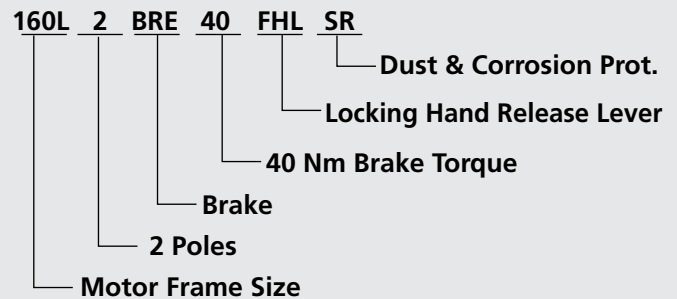 160L 2 BRE 40 FHL SR
Dust & Corrosion Prot.
Locking Hand Release Lever
40 Nm Brake Torque
Brake
2 Poles
Motor Frame Size